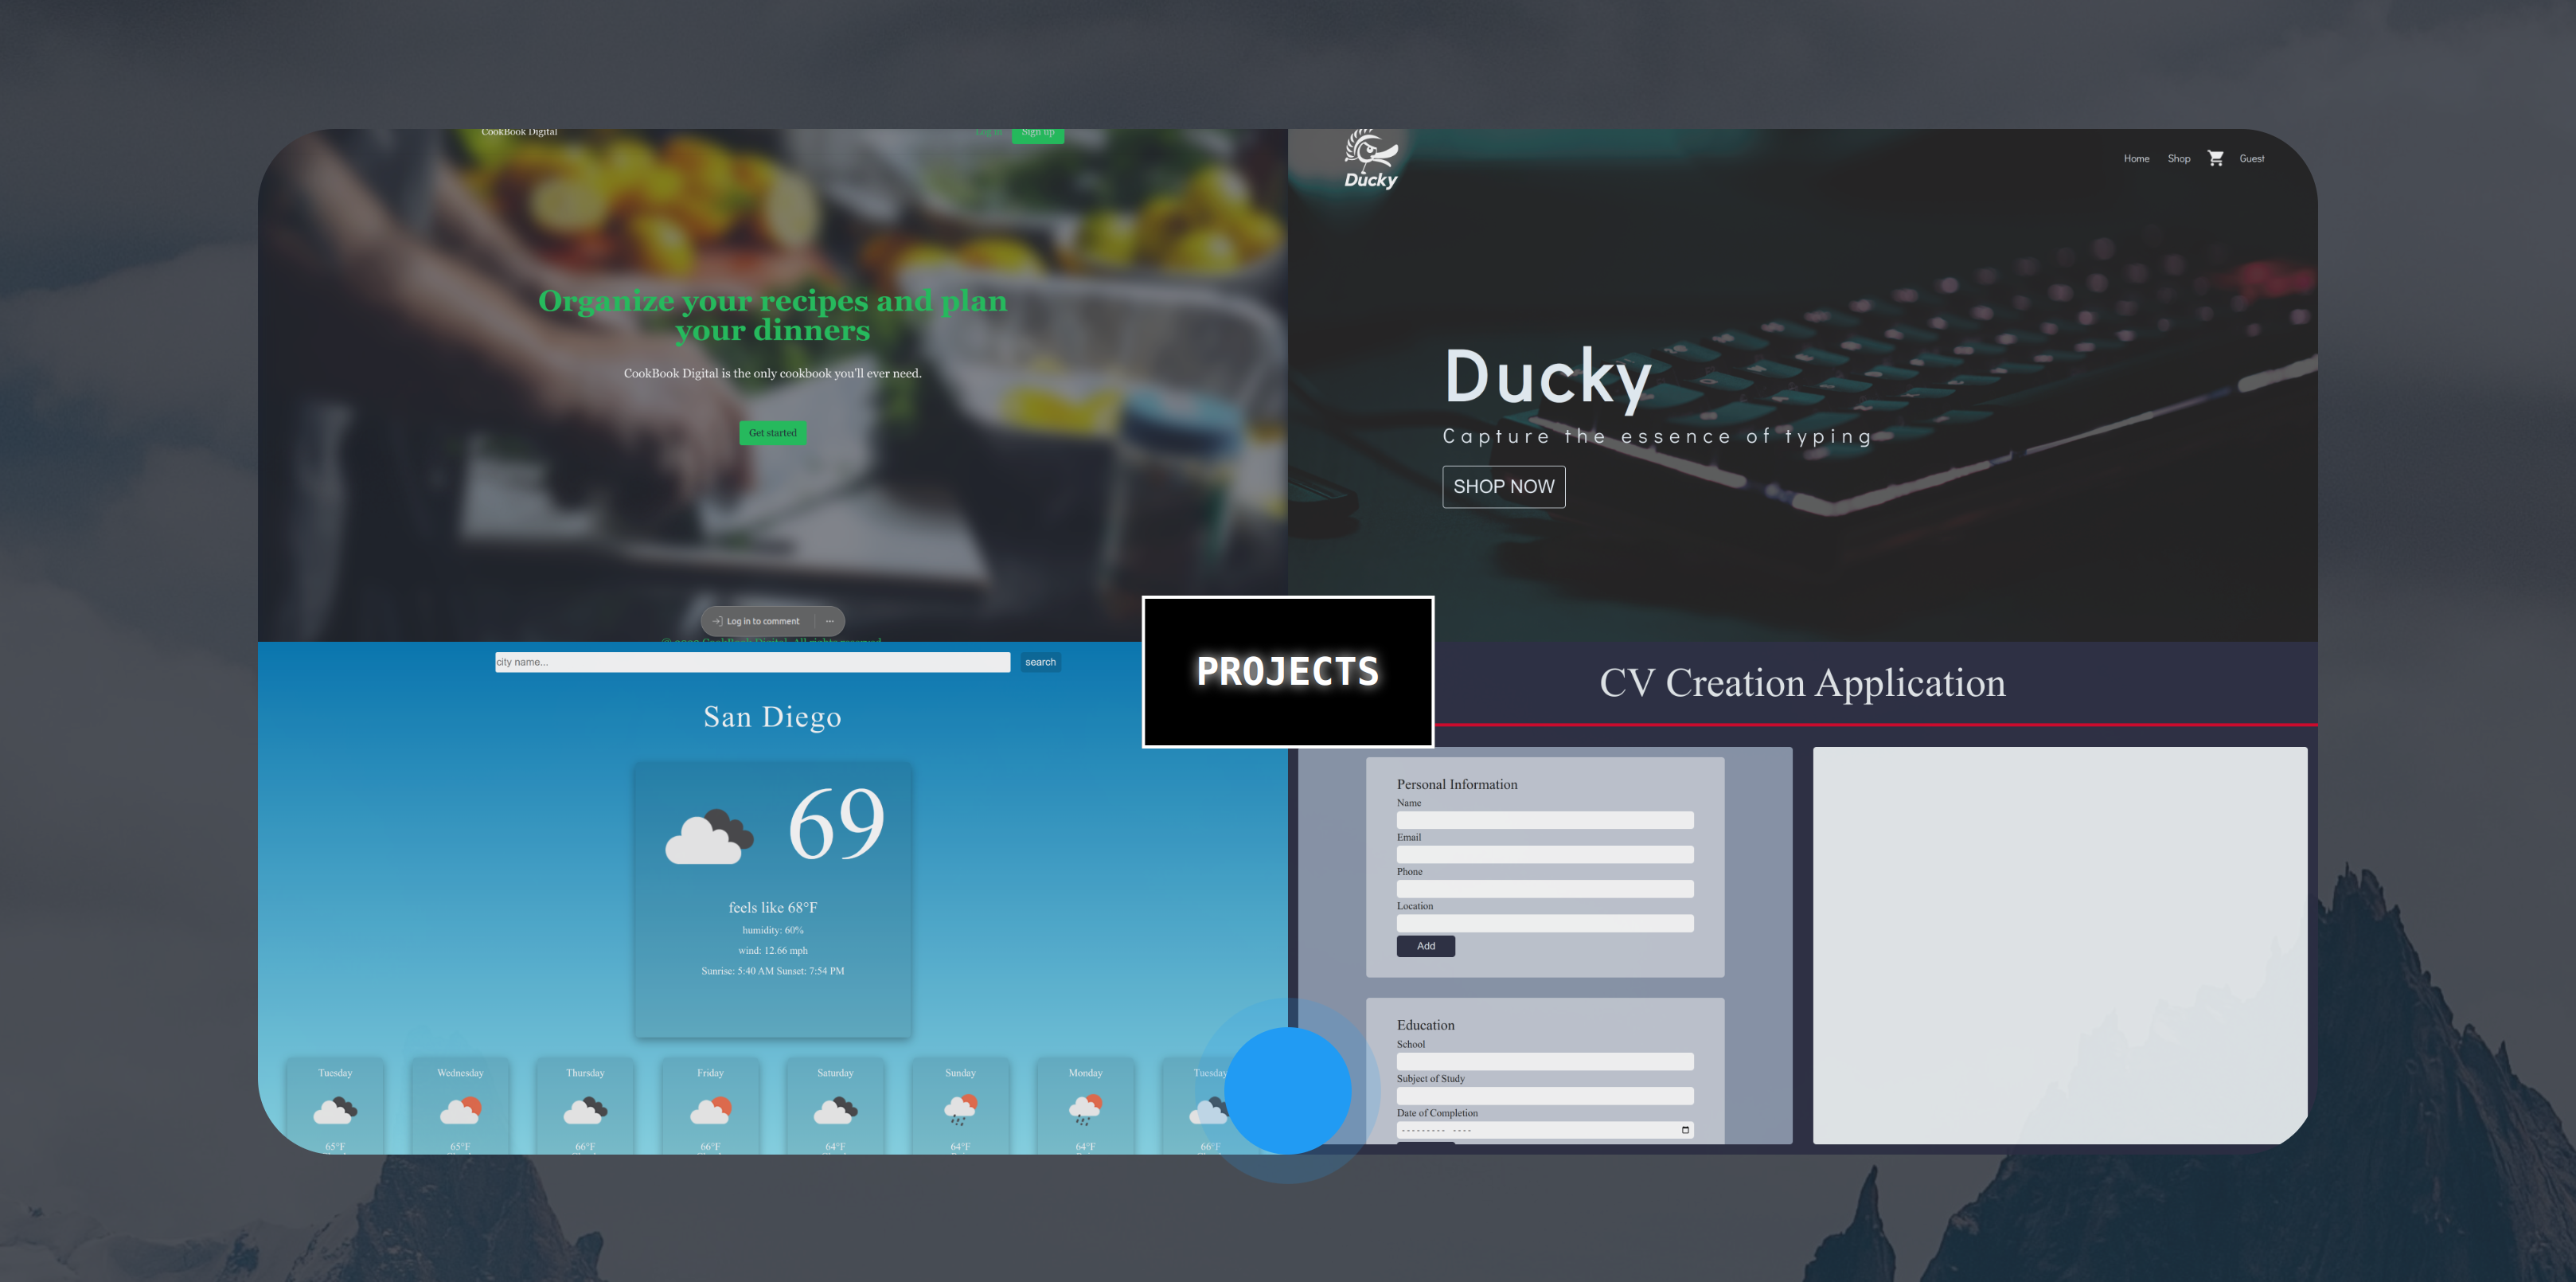 CookBook Digital
Log in
Sign up
Organize your recipes and plan
your dinners
CookBook Digital is the only cookbook you'll ever need.
Get started
Log in to comment
Ducky
Home Shop Guest
Ducky
Capture the essence of typing
SHOP NOW
PROJECTS
city name...
search
San Diego
69
feels like 68°F
humidity: 60%
wind: 12.66 mph
Sunrise: 5:40 AM Sunset: 7:54 PM
Tuesday Wednesday Thursday Friday Saturday Sunday Monday Tuesday
65°F 65°F 66°F 66°F 64°F 64°F 64°F 66°F
CV Creation Application
Personal Information
Name
Email
Phone
Location
Add
Education
School
Subject of Study
Date of Completion
--------- ----